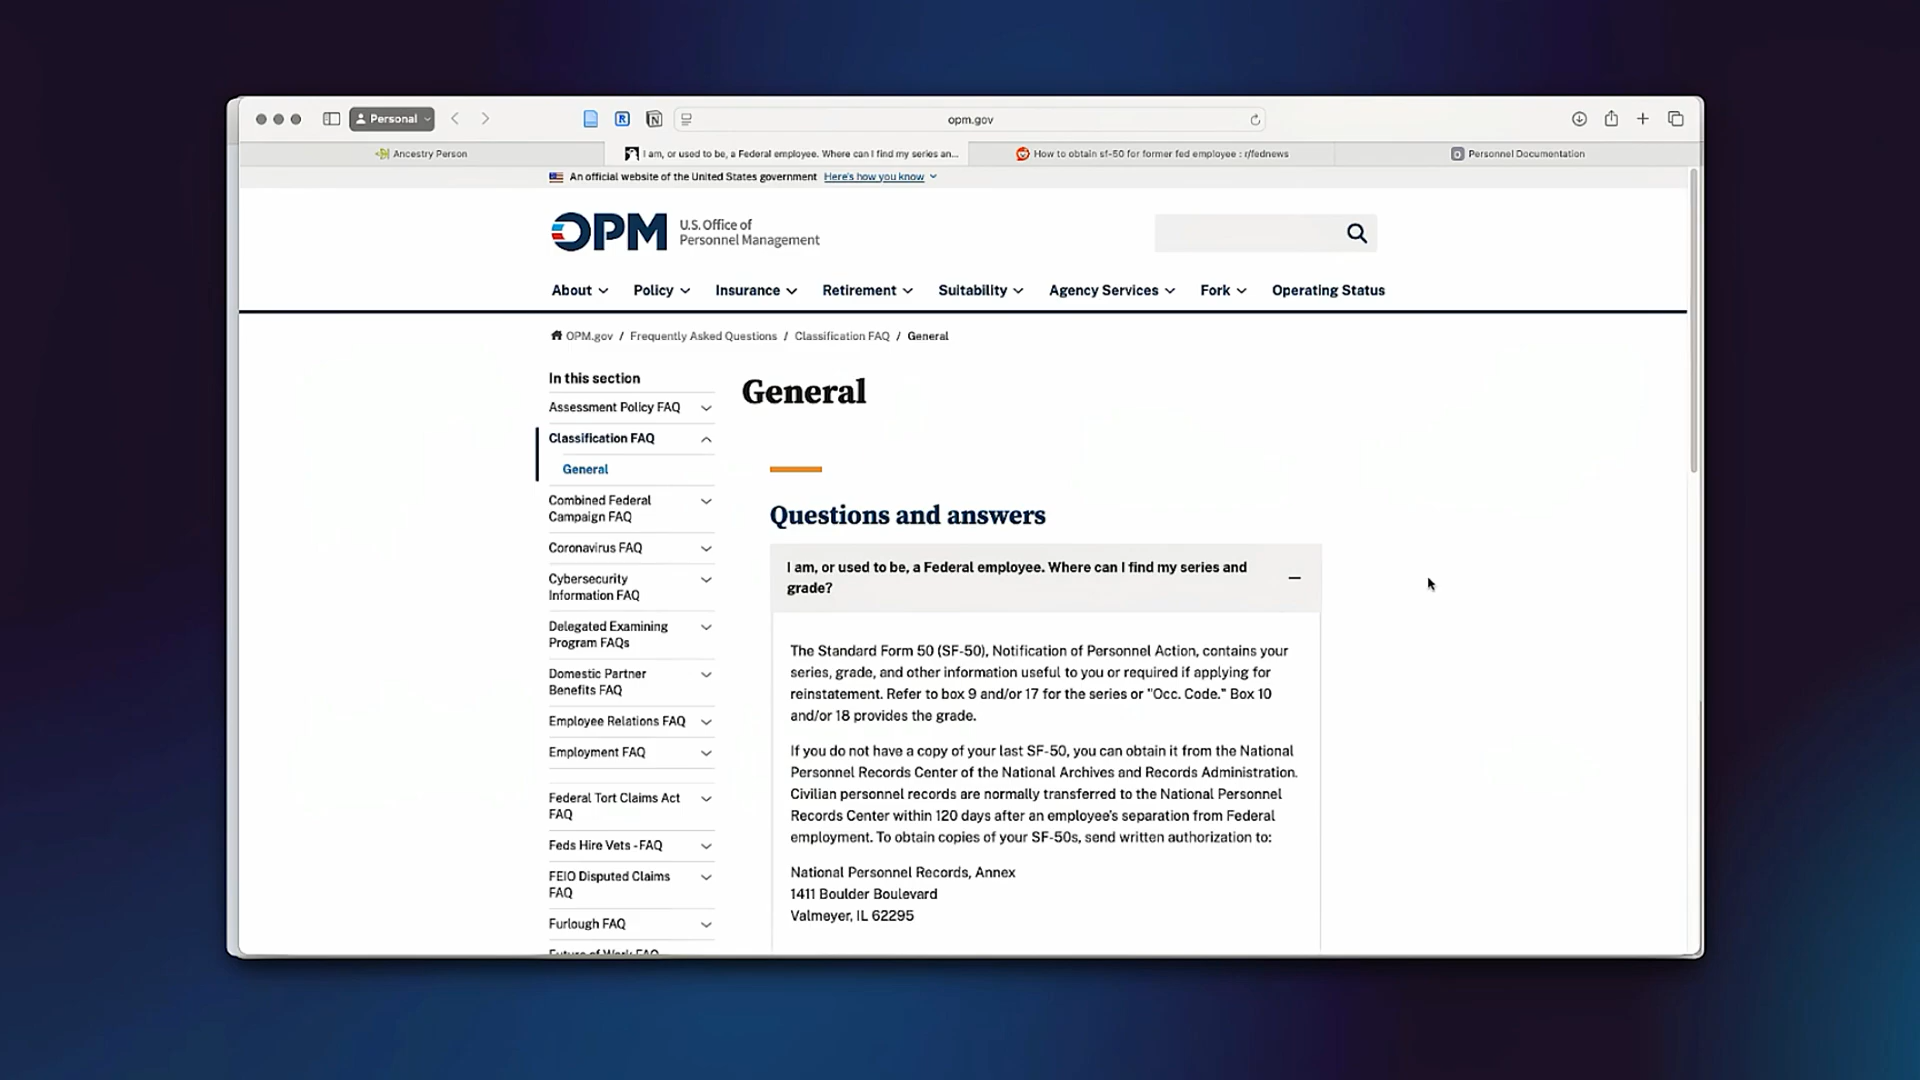 Personal
opm.gov
Ancestry Person
I am, or used to be, a Federal employee. Where can I find my series an...
How to obtain sf-50 for former fed employee : r/fednews
Personnel Documentation
An official website of the United States government Here's how you know
OPM
U.S. Office of
Personnel Management
About Policy Insurance Retirement Suitability Agency Services Fork Operating Status
OPM.gov / Frequently Asked Questions / Classification FAQ / General
In this section
Assessment Policy FAQ
Classification FAQ
General
Combined Federal
Campaign FAQ
Coronavirus FAQ
Cybersecurity
Information FAQ
Delegated Examining
Program FAQs
Domestic Partner
Benefits FAQ
Employee Relations FAQ
Employment FAQ
Federal Tort Claims Act
FAQ
Feds Hire Vets - FAQ
FEIO Disputed Claims
FAQ
Furlough FAQ
Future of Work FAQ
General
Questions and answers
I am, or used to be, a Federal employee. Where can I find my series and
grade?
The Standard Form 50 (SF-50), Notification of Personnel Action, contains your
series, grade, and other information useful to you or required if applying for
reinstatement. Refer to box 9 and/or 17 for the series or "Occ. Code." Box 10
and/or 18 provides the grade.
If you do not have a copy of your last SF-50, you can obtain it from the National
Personnel Records Center of the National Archives and Records Administration.
Civilian personnel records are normally transferred to the National Personnel
Records Center within 120 days after an employee's separation from Federal
employment. To obtain copies of your SF-50s, send written authorization to:
National Personnel Records, Annex
1411 Boulder Boulevard
Valmeyer, IL 62295